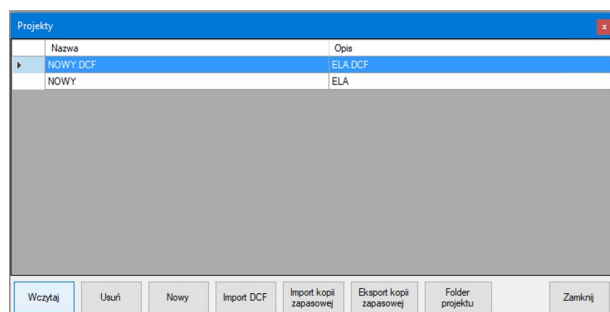 Projekty
x
Nazwa Opis
NOWY.DCF ELA.DCF
NOWY ELA
Wczytaj Usuń Nowy Import DCF Import kopii zapasowej Eksport kopii zapasowej Folder projektu Zamknij